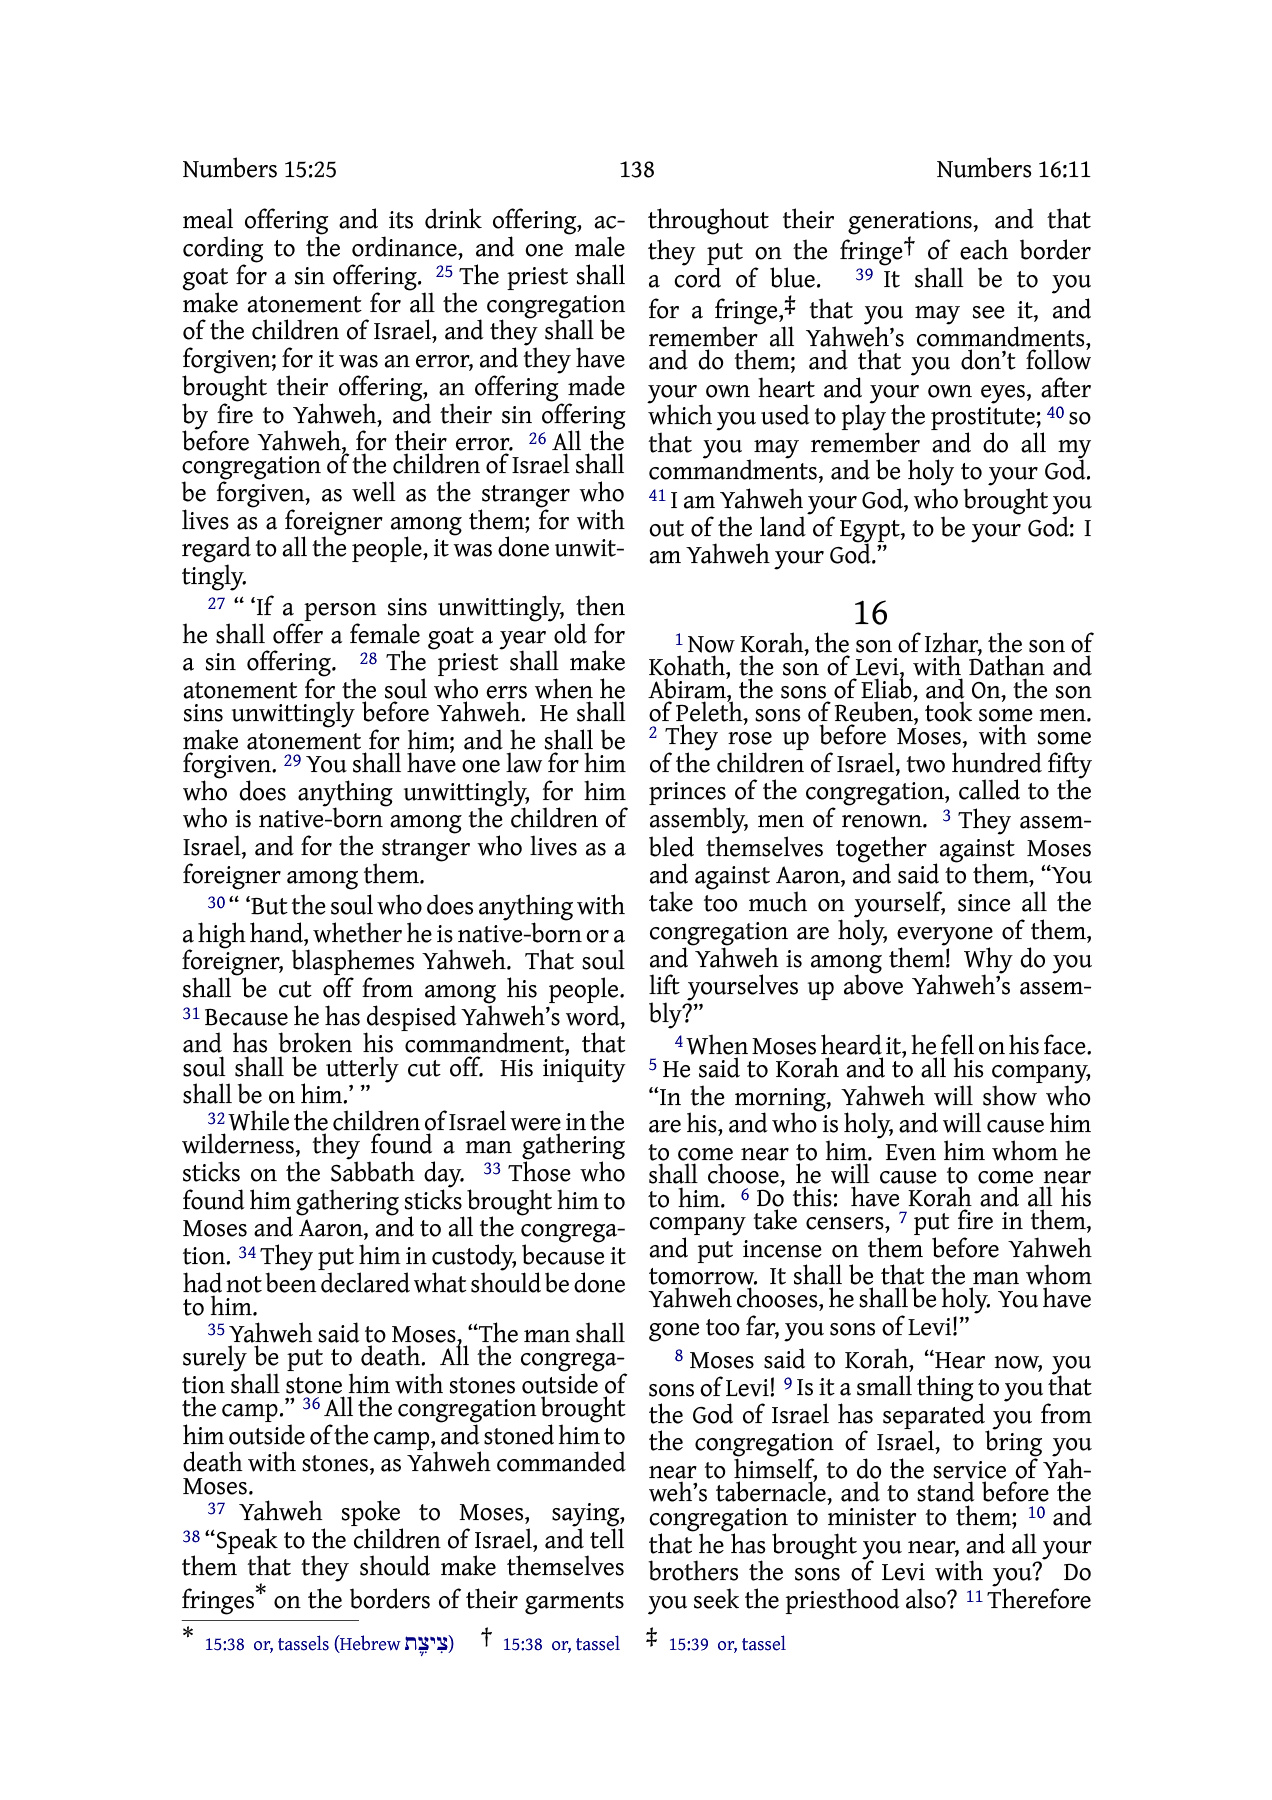 Numbers 15:25 138 Numbers 16:11
meal offering and its drink offering, ac-
cording to the ordinance, and one male
goat for a sin offering. 25 The priest shall
make atonement for all the congregation
of the children of Israel, and they shall be
forgiven; for it was an error, and they have
brought their offering, an offering made
by fire to Yahweh, and their sin offering
before Yahweh, for their error. 26 All the
congregation of the children of Israel shall
be forgiven, as well as the stranger who
lives as a foreigner among them; for with
regard to all the people, it was done unwit-
tingly.
27 “ ‘If a person sins unwittingly, then
he shall offer a female goat a year old for
a sin offering. 28 The priest shall make
atonement for the soul who errs when he
sins unwittingly before Yahweh. He shall
make atonement for him; and he shall be
forgiven. 29 You shall have one law for him
who does anything unwittingly, for him
who is native-born among the children of
Israel, and for the stranger who lives as a
foreigner among them.
30 “ ‘But the soul who does anything with
a high hand, whether he is native-born or a
foreigner, blasphemes Yahweh. That soul
shall be cut off from among his people.
31 Because he has despised Yahweh’s word,
and has broken his commandment, that
soul shall be utterly cut off. His iniquity
shall be on him.’ ”
32 While the children of Israel were in the
wilderness, they found a man gathering
sticks on the Sabbath day. 33 Those who
found him gathering sticks brought him to
Moses and Aaron, and to all the congrega-
tion. 34 They put him in custody, because it
had not been declared what should be done
to him.
35 Yahweh said to Moses, “The man shall
surely be put to death. All the congrega-
tion shall stone him with stones outside of
the camp.” 36 All the congregation brought
him outside of the camp, and stoned him to
death with stones, as Yahweh commanded
Moses.
37 Yahweh spoke to Moses, saying,
38 “Speak to the children of Israel, and tell
them that they should make themselves
fringes* on the borders of their garments
throughout their generations, and that
they put on the fringe† of each border
a cord of blue. 39 It shall be to you
for a fringe,‡ that you may see it, and
remember all Yahweh’s commandments,
and do them; and that you don’t follow
your own heart and your own eyes, after
which you used to play the prostitute; 40 so
that you may remember and do all my
commandments, and be holy to your God.
41 I am Yahweh your God, who brought you
out of the land of Egypt, to be your God: I
am Yahweh your God.”
16
1 Now Korah, the son of Izhar, the son of
Kohath, the son of Levi, with Dathan and
Abiram, the sons of Eliab, and On, the son
of Peleth, sons of Reuben, took some men.
2 They rose up before Moses, with some
of the children of Israel, two hundred fifty
princes of the congregation, called to the
assembly, men of renown. 3 They assem-
bled themselves together against Moses
and against Aaron, and said to them, “You
take too much on yourself, since all the
congregation are holy, everyone of them,
and Yahweh is among them! Why do you
lift yourselves up above Yahweh’s assem-
bly?”
4 When Moses heard it, he fell on his face.
5 He said to Korah and to all his company,
“In the morning, Yahweh will show who
are his, and who is holy, and will cause him
to come near to him. Even him whom he
shall choose, he will cause to come near
to him. 6 Do this: have Korah and all his
company take censers, 7 put fire in them,
and put incense on them before Yahweh
tomorrow. It shall be that the man whom
Yahweh chooses, he shall be holy. You have
gone too far, you sons of Levi!”
8 Moses said to Korah, “Hear now, you
sons of Levi! 9 Is it a small thing to you that
the God of Israel has separated you from
the congregation of Israel, to bring you
near to himself, to do the service of Yah-
weh’s tabernacle, and to stand before the
congregation to minister to them; 10 and
that he has brought you near, and all your
brothers the sons of Levi with you? Do
you seek the priesthood also? 11 Therefore
* 15:38 or, tassels (Hebrew צִיצִֻת) † 15:38 or, tassel ‡ 15:39 or, tassel